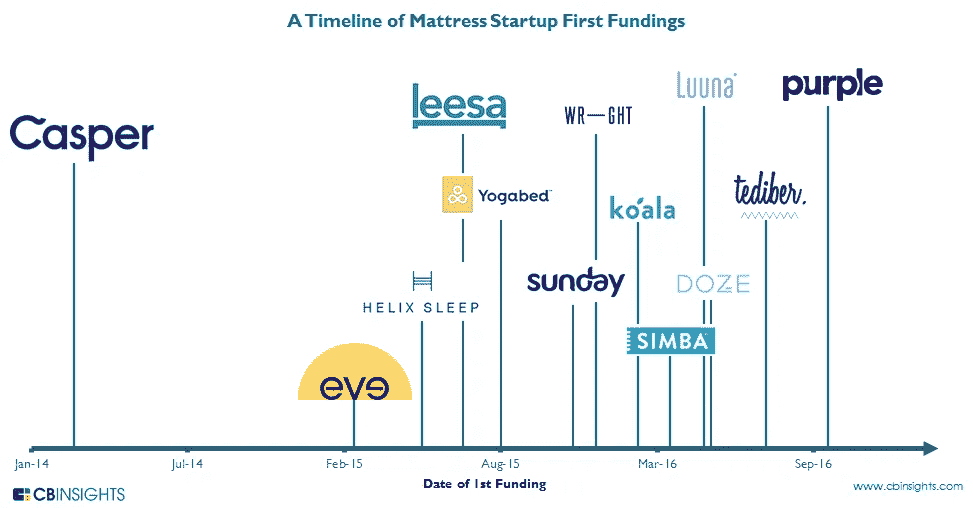 A Timeline of Mattress Startup First Fundings
Casper
leesa
WR—GHT
Luuna
purple
Yogabed™
koala
tediber.
HELIX SLEEP
sunday
DOZE
SIMBA
eve
Jan-14
Jul-14
Feb-15
Aug-15
Mar-16
Sep-16
Date of 1st Funding
CBINSIGHTS
www.cbinsights.com